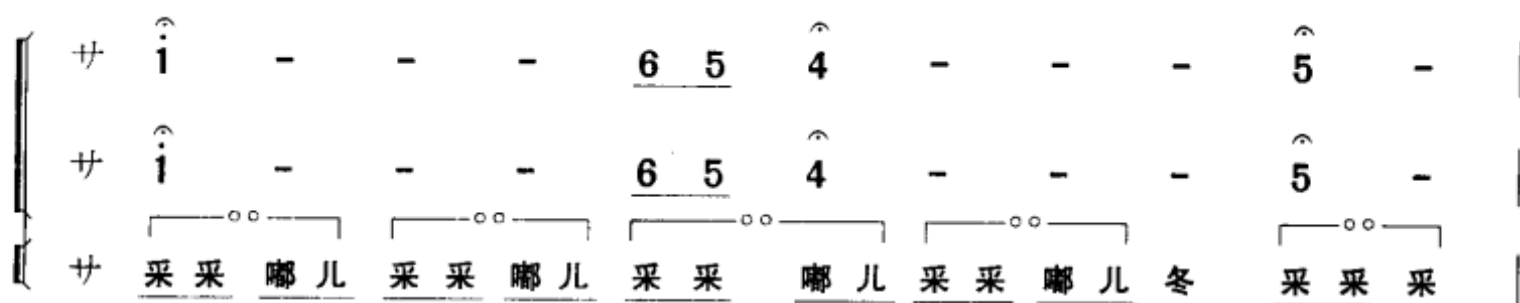 サ i - - - 6 5 4 - - - 5 -
サ i - - - 6 5 4 - - - 5 -
サ 采 采 嘟 儿 采 采 嘟 儿 采 采 嘟 儿 采 采 嘟 儿 冬 采 采 采